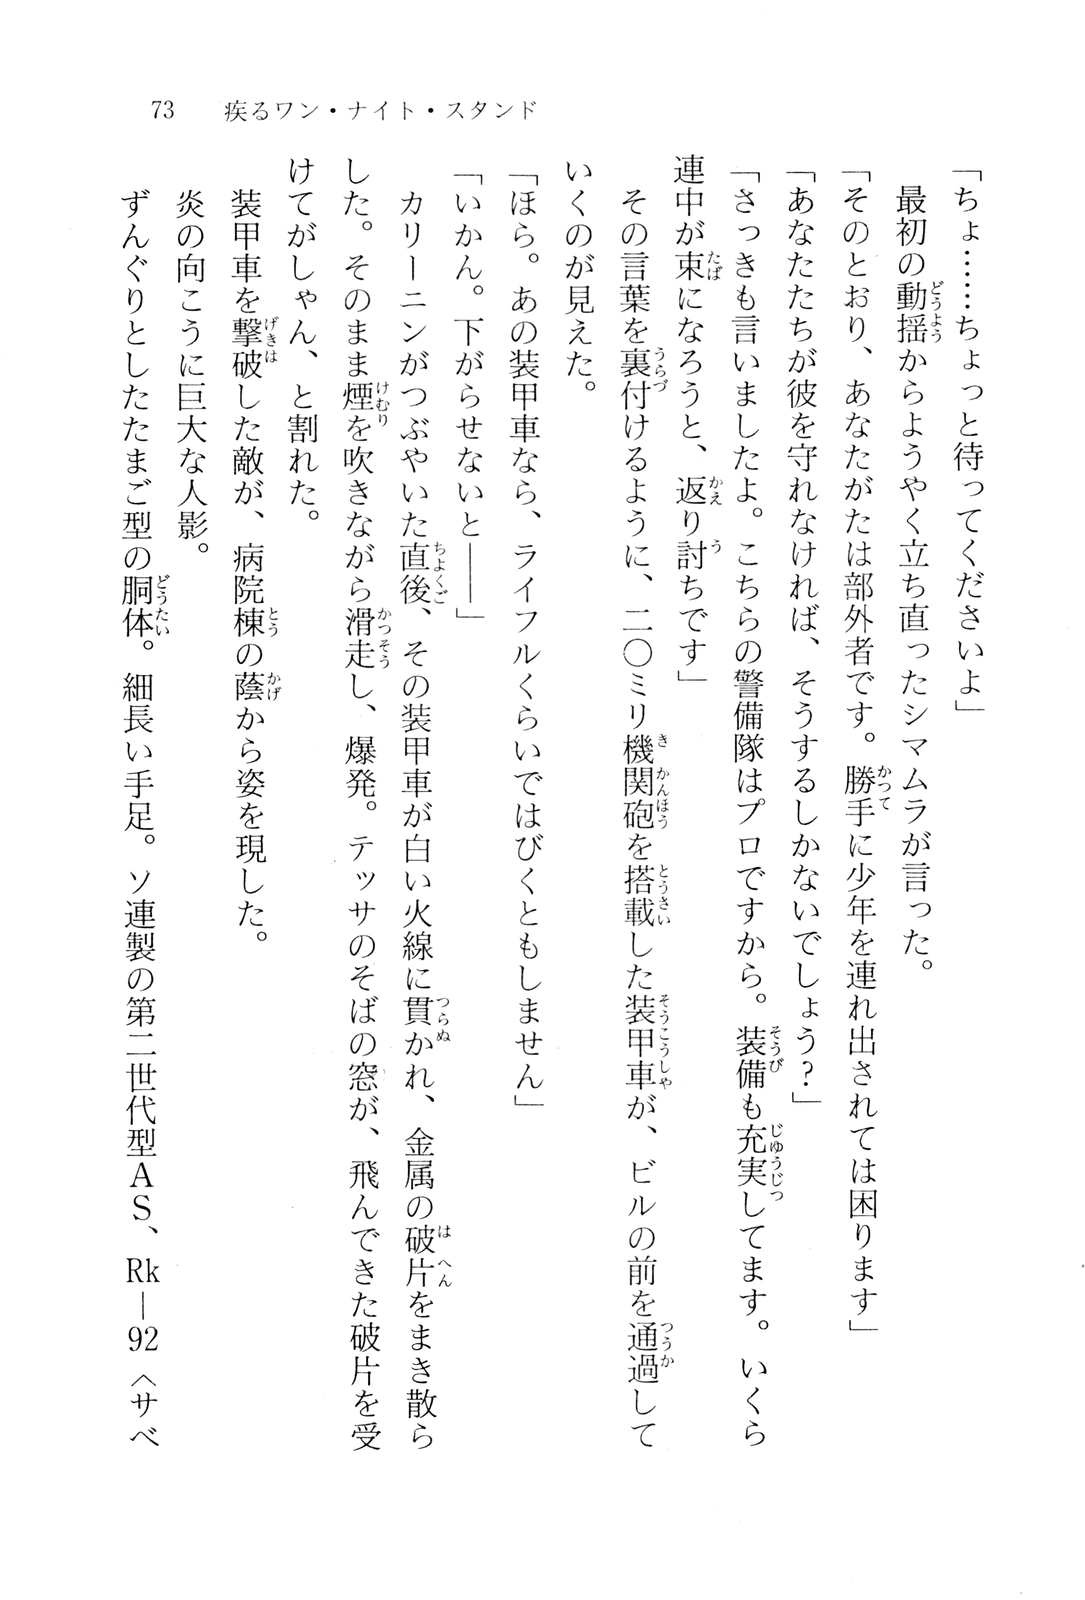 73　疾るワン・ナイト・スタンド
「ちょ……ちょっと待ってくださいよ」
最初の動揺からようやく立ち直ったシマムラが言った。
「そのとおり、あなたがたは部外者です。勝手に少年を連れ出されては困ります」
「あなたたちが彼を守れなければ、そうするしかないでしょう?」
「さっきも言いましたよ。こちらの警備隊はプロですから。装備も充実してます。いくら
連中が束になろうと、返り討ちです」
その言葉を裏付けるように、二〇ミリ機関砲を搭載した装甲車が、ビルの前を通過して
いくのが見えた。
「ほら。あの装甲車なら、ライフルくらいではびくともしません」
「いかん。下がらせないと――」
カリーニンがつぶやいた直後、その装甲車が白い火線に貫かれ、金属の破片をまき散ら
した。そのまま煙を吹きながら滑走し、爆発。テッサのそばの窓が、飛んできた破片を受
けてがしゃん、と割れた。
装甲車を撃破した敵が、病院棟の蔭から姿を現した。
炎の向こうに巨大な人影。
ずんぐりとしたたまご型の胴体。細長い手足。ソ連製の第二世代型ＡＳ、Rk―92〈サベ